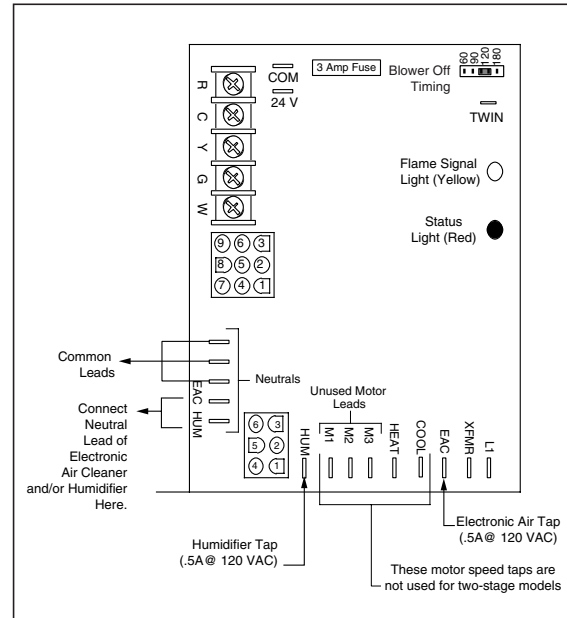 COM
24 V
3 Amp Fuse
Blower Off
Timing
60
90
120
180
TWIN
R
C
Y
G
W
Flame Signal
Light (Yellow)
Status
Light (Red)
9 6 3
8 5 2
7 4 1
Common
Leads
Neutrals
EAC
HUM
Connect
Neutral
Lead of
Electronic
Air Cleaner
and/or Humidifier
Here.
Unused Motor
Leads
6 3
5 2
4 1
HUM
M1
M2
M3
HEAT
COOL
EAC
XFMR
L1
Humidifier Tap
(.5A@ 120 VAC)
Electronic Air Tap
(.5A@ 120 VAC)
These motor speed taps are
not used for two-stage models